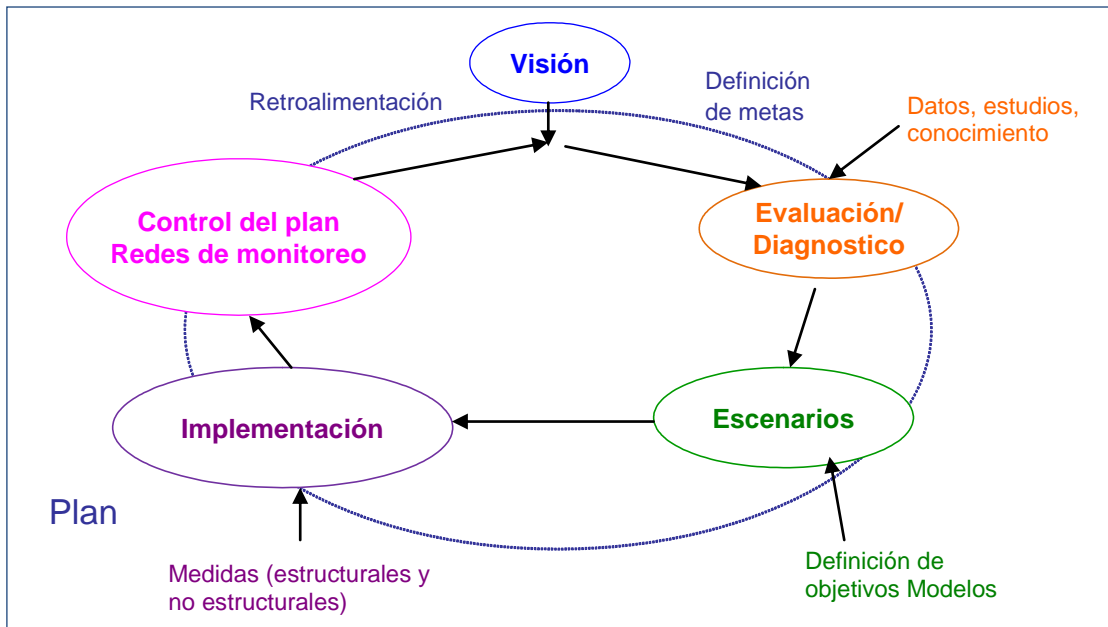 Visión
Retroalimentación
Definición
de metas
Datos, estudios,
conocimiento
Control del plan
Redes de monitoreo
Evaluación/
Diagnostico
Implementación
Escenarios
Plan
Medidas (estructurales y
no estructurales)
Definición de
objetivos Modelos